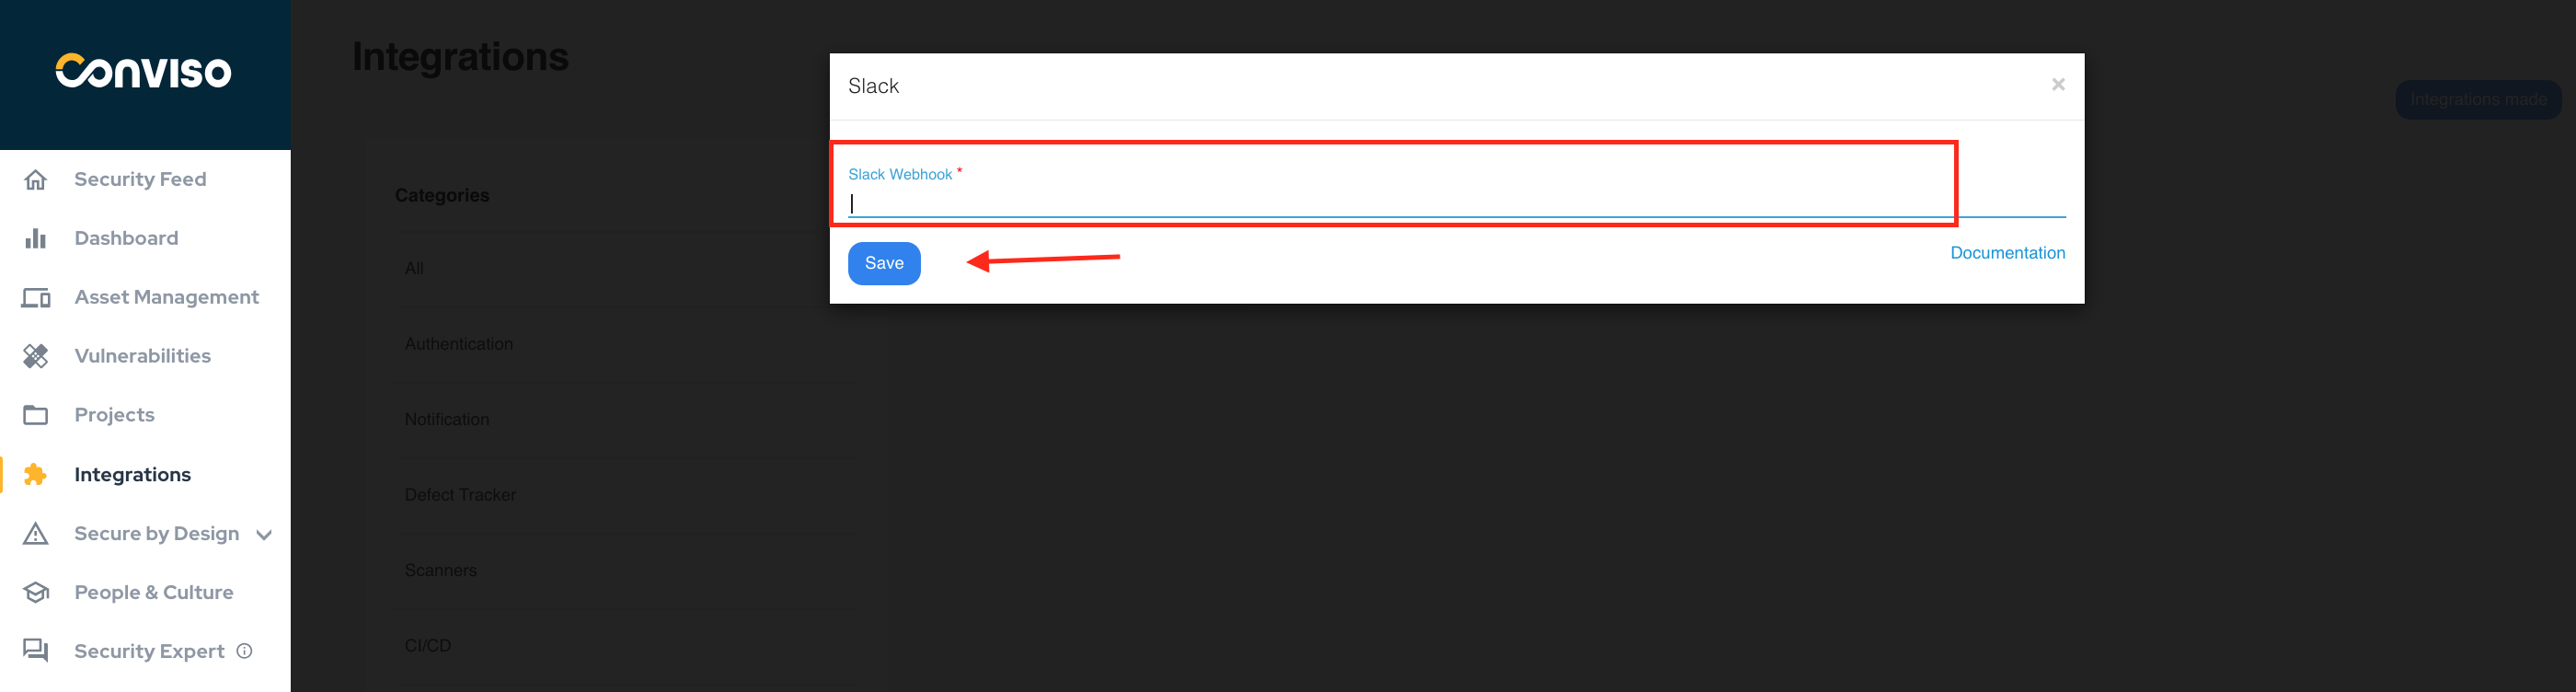 CONVISO
Security Feed
Dashboard
Asset Management
Vulnerabilities
Projects
Integrations
Secure by Design
People & Culture
Security Expert
Integrations
Integrations made
Categories
All
Authentication
Notification
Defect Tracker
Scanners
CI/CD
Slack
×
Slack Webhook *
Save
Documentation